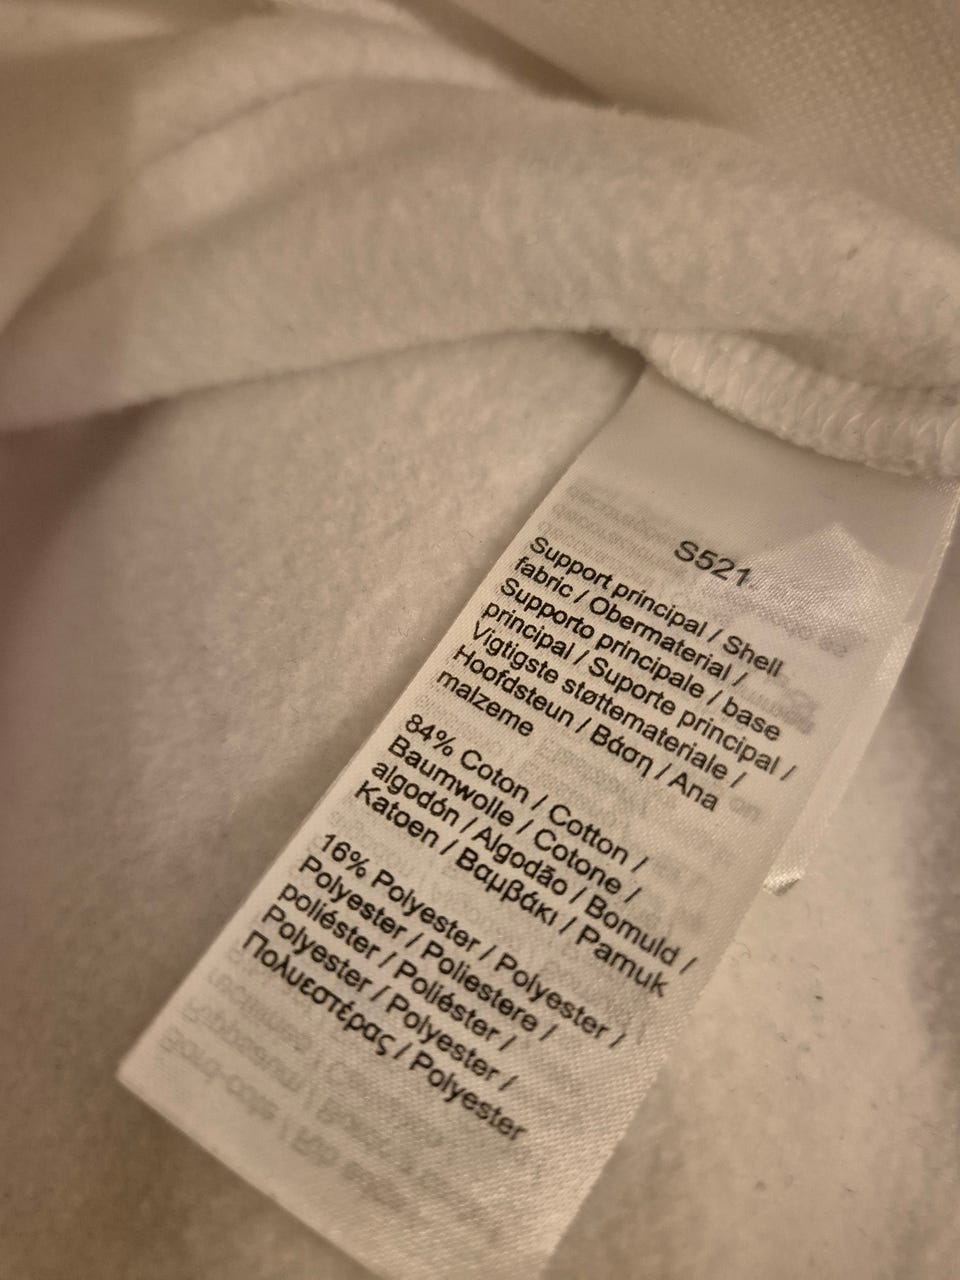 S521
Support principal / Shell
fabric / Obermaterial /
Supporto principale / base
principal / Suporte principal /
Vigtigste støttemateriale /
Hoofdsteun / Βάση / Ana
malzeme
84% Coton / Cotton /
Baumwolle / Cotone /
algodón / Algodão / Bomuld /
Katoen / Βαμβάκι / Pamuk
16% Polyester / Polyester /
Polyester / Poliestere /
poliéster / Poliéster /
Polyester / Polyester /
Πολυεστέρας / Polyester